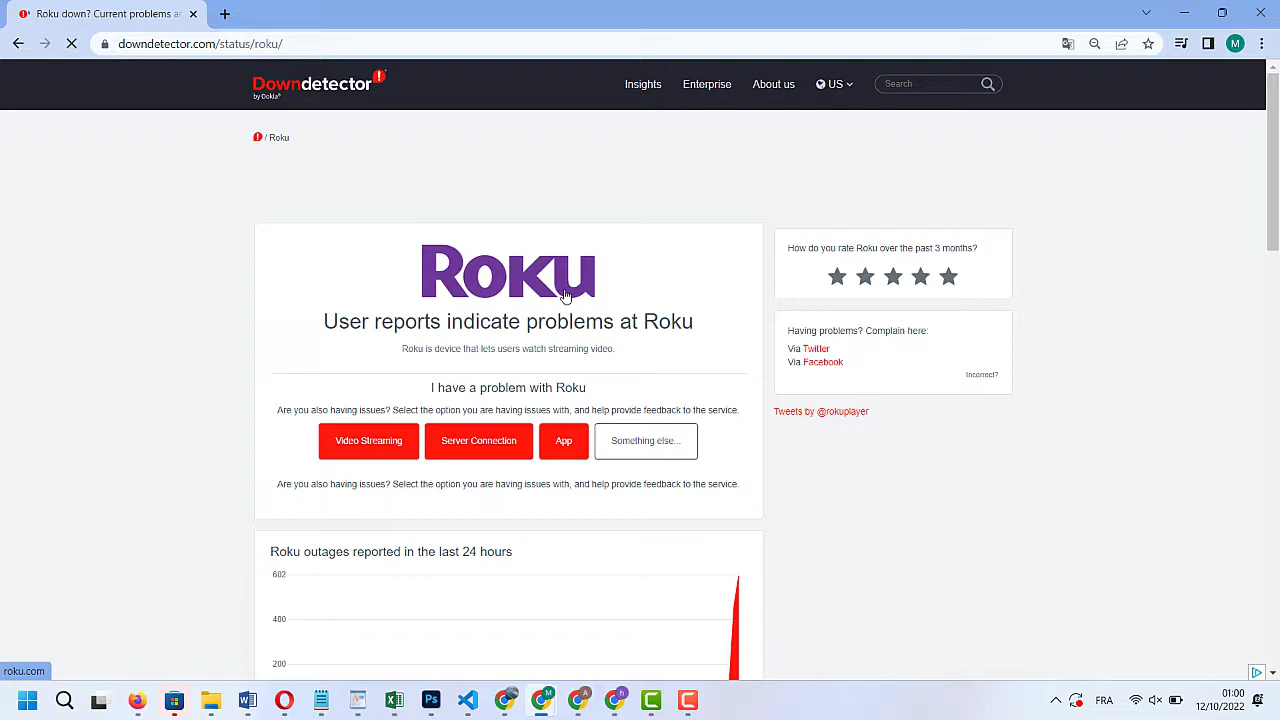 Roku down? Current problems a
downdetector.com/status/roku/
M
Downdetector
by Ookla®
Insights
Enterprise
About us
US
Search
/ Roku
Roku
User reports indicate problems at Roku
Roku is device that lets users watch streaming video.
I have a problem with Roku
Are you also having issues? Select the option you are having issues with, and help provide feedback to the service.
Video Streaming
Server Connection
App
Something else...
Are you also having issues? Select the option you are having issues with, and help provide feedback to the service.
How do you rate Roku over the past 3 months?
Having problems? Complain here:
Via Twitter
Via Facebook
Incorrect?
Tweets by @rokuplayer
Roku outages reported in the last 24 hours
602
400
200
roku.com
FRA
01:00
12/10/2022